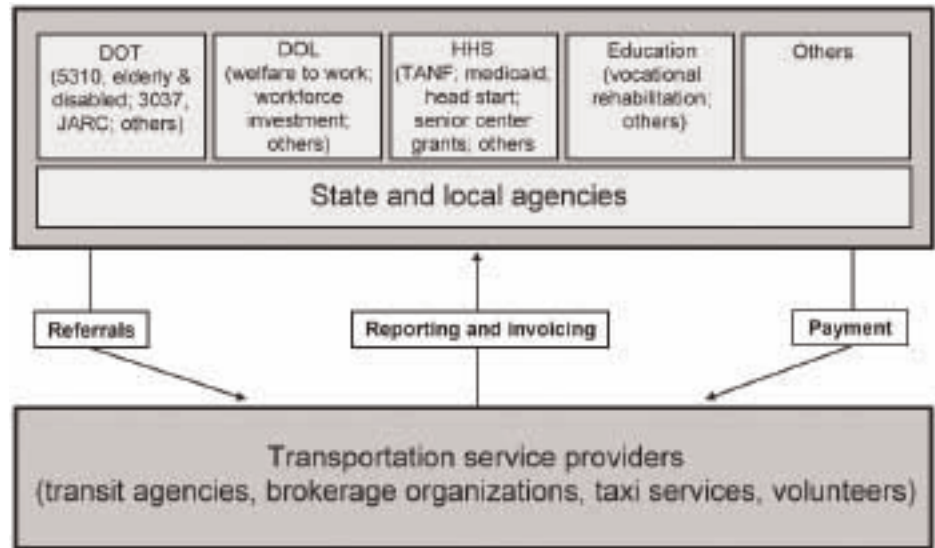 DOT
(5310, elderly &
disabled; 3037,
JARC; others)
DOL
(welfare to work;
workforce
investment;
others)
HHS
(TANF; medicaid;
head start;
senior center
grants; others
Education
(vocational
rehabilitation;
others)
Others
State and local agencies
Referrals
Reporting and invoicing
Payment
Transportation service providers
(transit agencies, brokerage organizations, taxi services, volunteers)